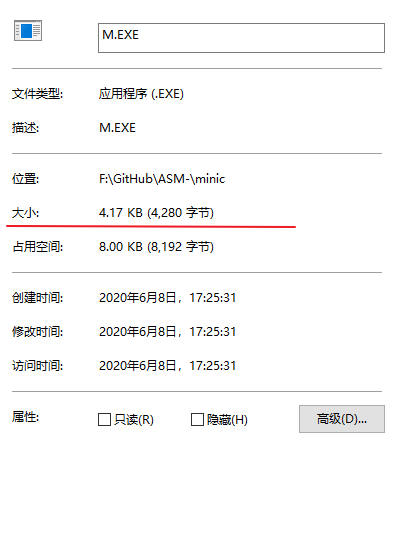 M.EXE
文件类型: 应用程序 (.EXE)
描述: M.EXE
位置: F:\GitHub\ASM-\minic
大小: 4.17 KB (4,280 字节)
占用空间: 8.00 KB (8,192 字节)
创建时间: 2020年6月8日，17:25:31
修改时间: 2020年6月8日，17:25:31
访问时间: 2020年6月8日，17:25:31
属性: 只读(R) 隐藏(H) 高级(D)...